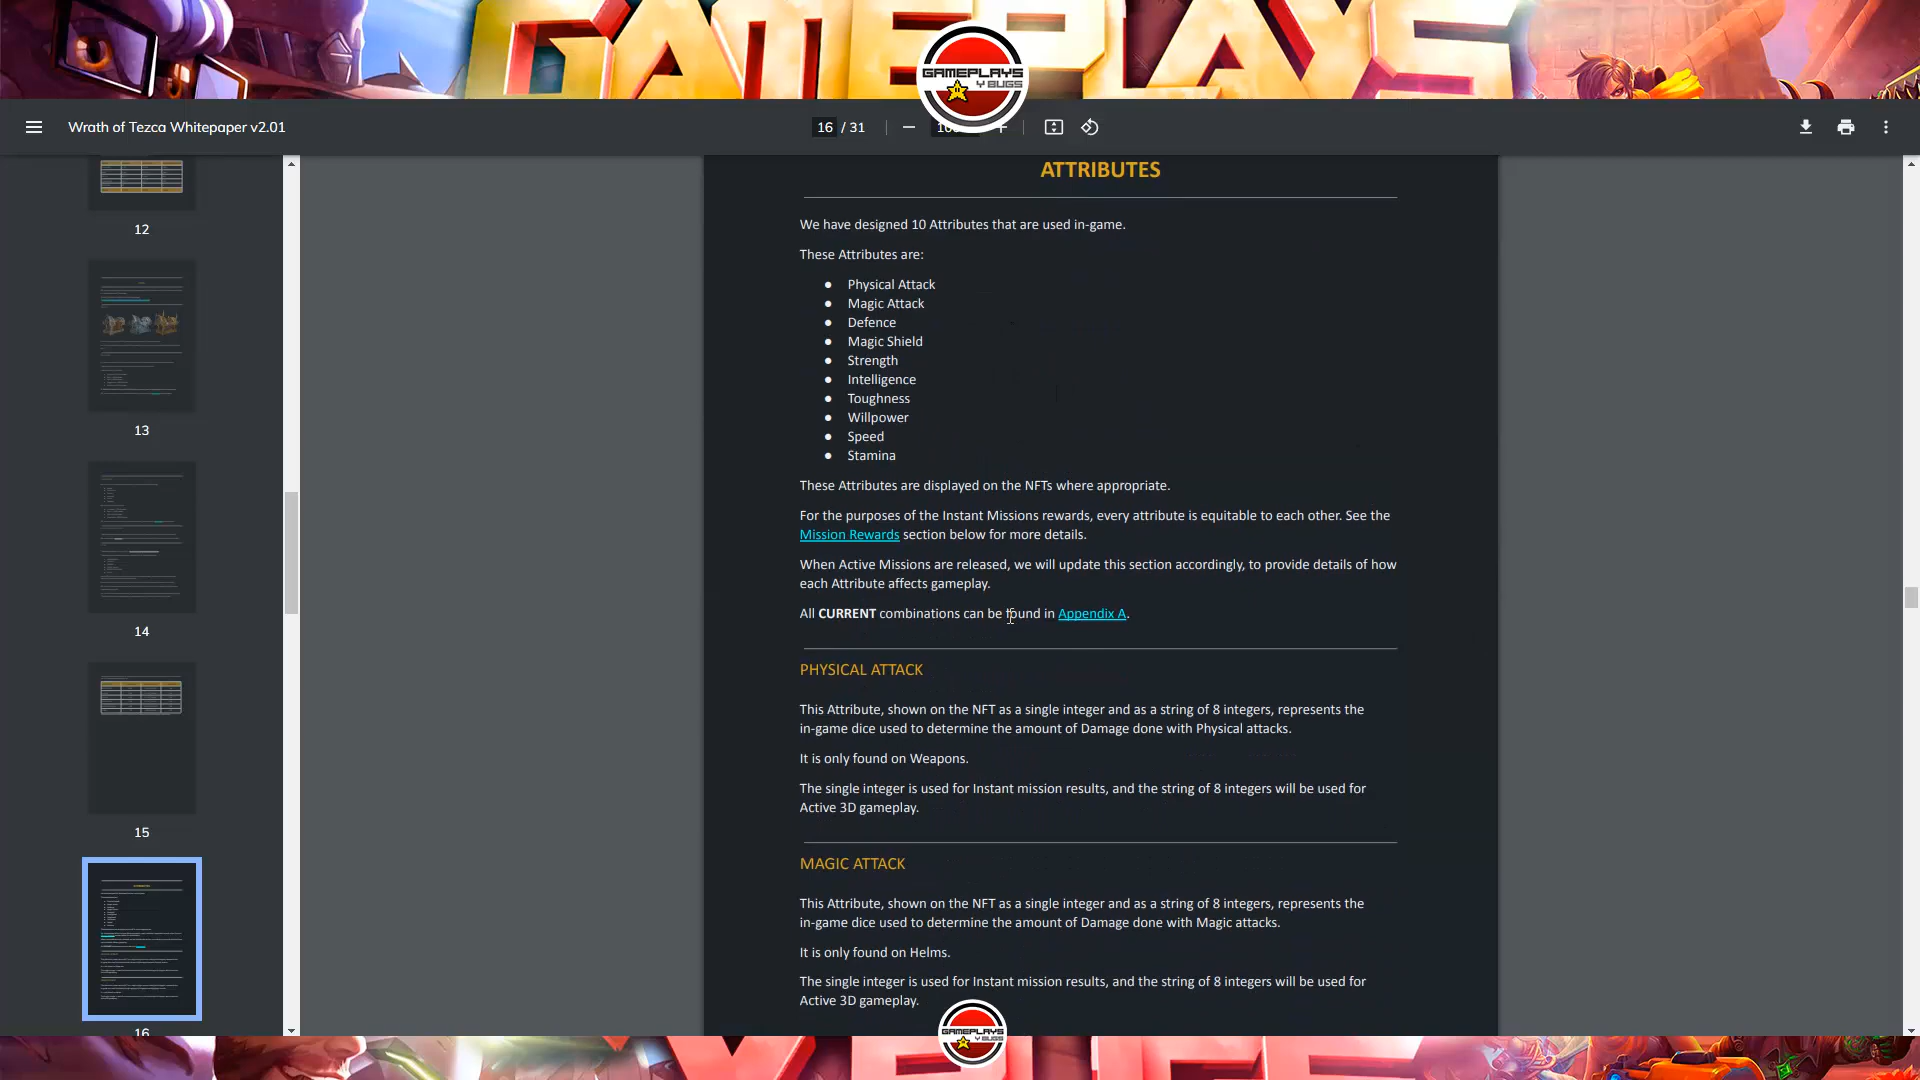 GAMEPLAYS
GAMEPLAYS
Y BUGS
Wrath of Tezca Whitepaper v2.01
16 / 31
ATTRIBUTES
We have designed 10 Attributes that are used in-game.
These Attributes are:
● Physical Attack
● Magic Attack
● Defence
● Magic Shield
● Strength
● Intelligence
● Toughness
● Willpower
● Speed
● Stamina
These Attributes are displayed on the NFTs where appropriate.
For the purposes of the Instant Missions rewards, every attribute is equitable to each other. See the
Mission Rewards section below for more details.
When Active Missions are released, we will update this section accordingly, to provide details of how
each Attribute affects gameplay.
All CURRENT combinations can be found in Appendix A.
PHYSICAL ATTACK
This Attribute, shown on the NFT as a single integer and as a string of 8 integers, represents the
in-game dice used to determine the amount of Damage done with Physical attacks.
It is only found on Weapons.
The single integer is used for Instant mission results, and the string of 8 integers will be used for
Active 3D gameplay.
MAGIC ATTACK
This Attribute, shown on the NFT as a single integer and as a string of 8 integers, represents the
in-game dice used to determine the amount of Damage done with Magic attacks.
It is only found on Helms.
The single integer is used for Instant mission results, and the string of 8 integers will be used for
Active 3D gameplay.
12
13
14
15
16
GAMEPLAYS
Y BUGS